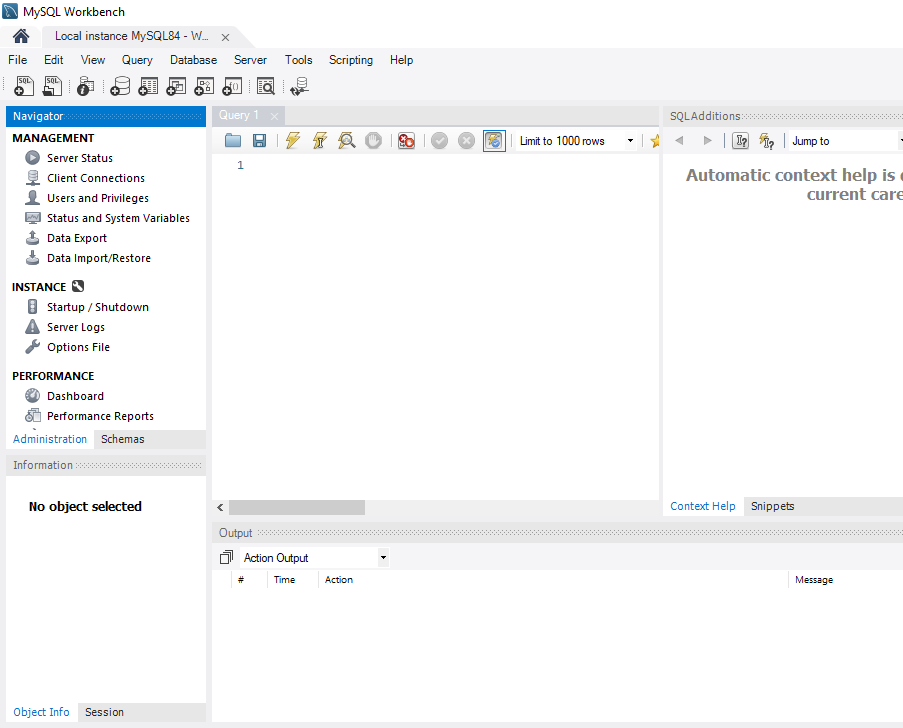 MySQL Workbench
Local instance MySQL84 - W...
File Edit View Query Database Server Tools Scripting Help
SQL SQL
Navigator
MANAGEMENT
Server Status
Client Connections
Users and Privileges
Status and System Variables
Data Export
Data Import/Restore
INSTANCE
Startup / Shutdown
Server Logs
Options File
PERFORMANCE
Dashboard
Performance Reports
Administration Schemas
Information
No object selected
Object Info Session
Query 1
Limit to 1000 rows
1
SQLAdditions
Jump to
Automatic context help is
current care
Context Help Snippets
Output
Action Output
# Time Action Message